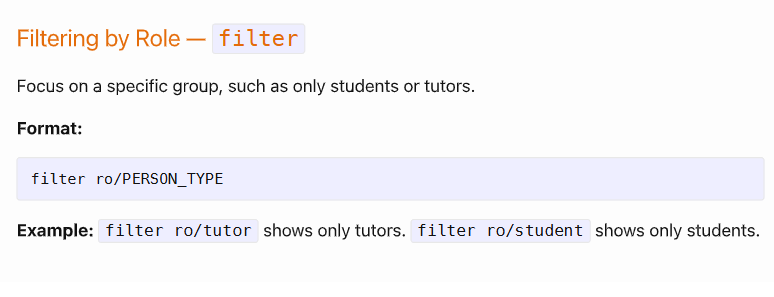 Filtering by Role — filter
Focus on a specific group, such as only students or tutors.
Format:
filter ro/PERSON_TYPE
Example: filter ro/tutor shows only tutors. filter ro/student shows only students.